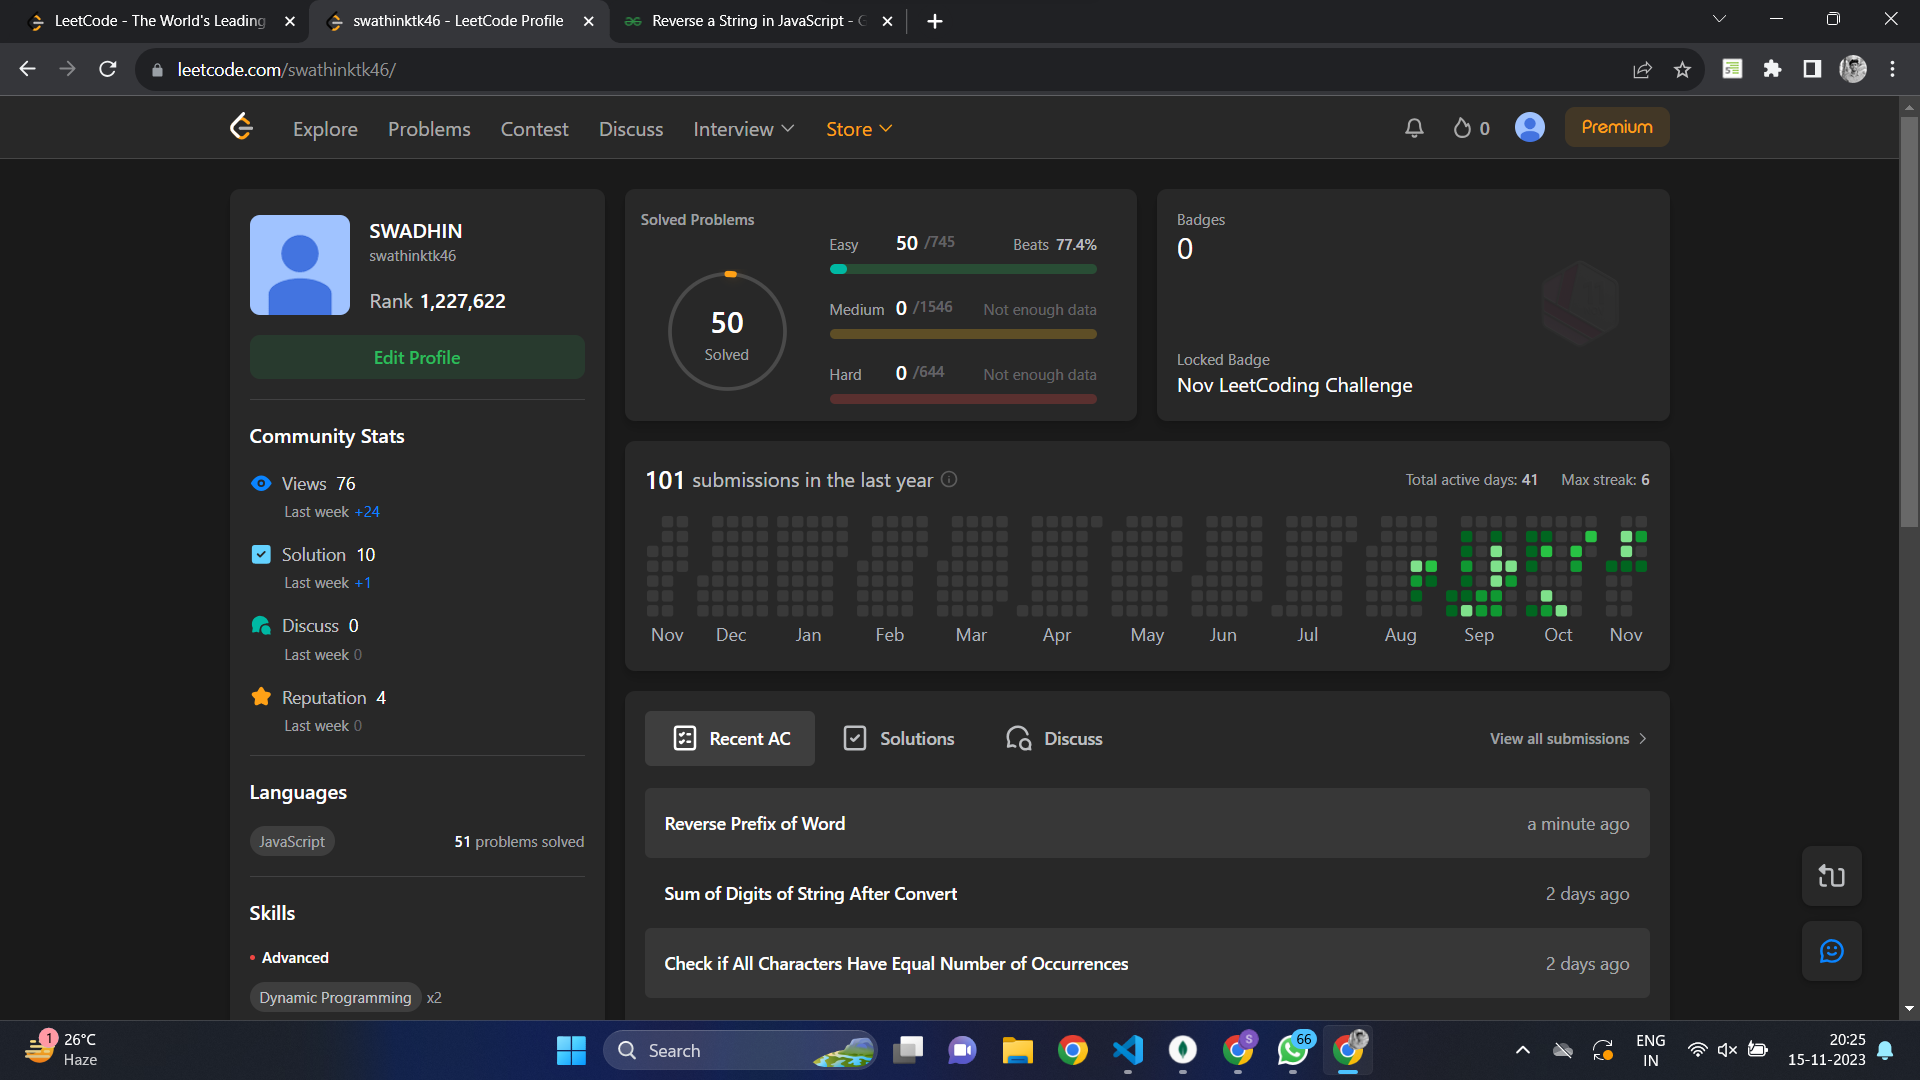 LeetCode - The World's Leading
swathinktk46 - LeetCode Profile
Reverse a String in JavaScript - G
leetcode.com/swathinktk46/
Explore
Problems
Contest
Discuss
Interview
Store
0
Premium
SWADHIN
swathinktk46
Rank 1,227,622
Edit Profile
Community Stats
Views 76
Last week +24
Solution 10
Last week +1
Discuss 0
Last week 0
Reputation 4
Last week 0
Languages
JavaScript
51 problems solved
Skills
Advanced
Dynamic Programming x2
Solved Problems
50
Solved
Easy 50 /745 Beats 77.4%
Medium 0 /1546 Not enough data
Hard 0 /644 Not enough data
Badges
0
Locked Badge
Nov LeetCoding Challenge
101 submissions in the last year
Total active days: 41 Max streak: 6
Nov Dec Jan Feb Mar Apr May Jun Jul Aug Sep Oct Nov
Recent AC
Solutions
Discuss
View all submissions
Reverse Prefix of Word a minute ago
Sum of Digits of String After Convert 2 days ago
Check if All Characters Have Equal Number of Occurrences 2 days ago
1
26°C
Haze
Search
S
66
ENG
IN
20:25
15-11-2023